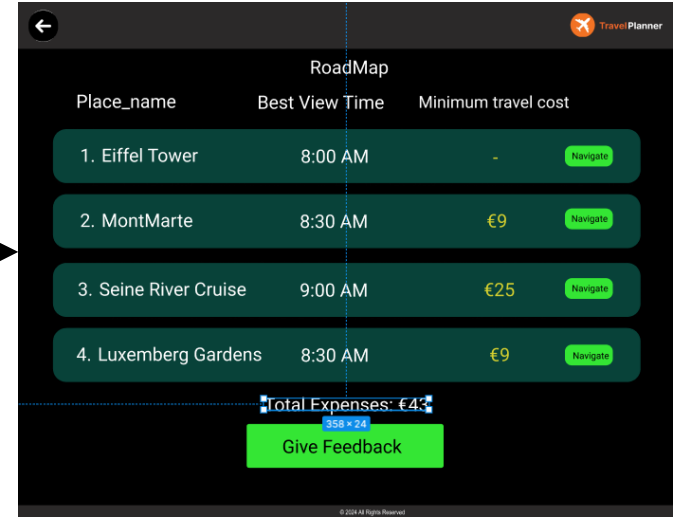 TravelPlanner
RoadMap
Place_name Best View Time Minimum travel cost
1. Eiffel Tower 8:00 AM - Navigate
2. MontMarte 8:30 AM €9 Navigate
3. Seine River Cruise 9:00 AM €25 Navigate
4. Luxemberg Gardens 8:30 AM €9 Navigate
Total Expenses: €43
358 × 24
Give Feedback
© 2024 All Rights Reserved